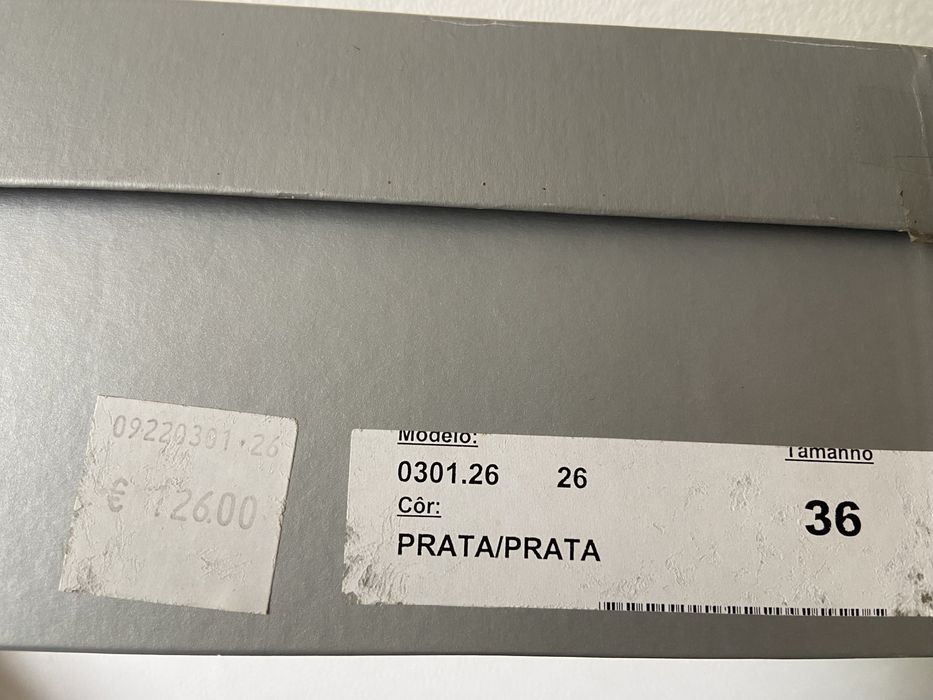 09220301.26
€ 126.00
Modelo:
0301.26 26
Côr:
PRATA/PRATA
Tamanho
36